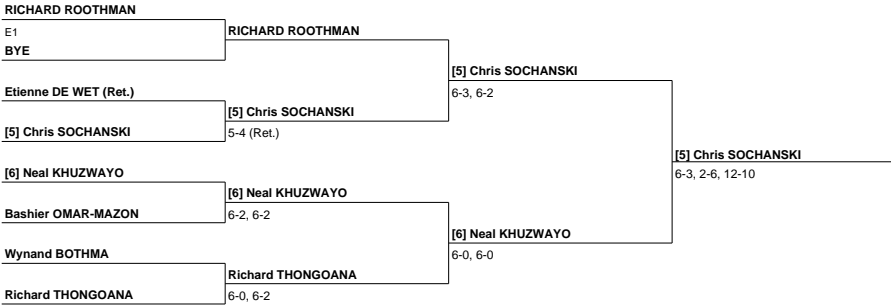 RICHARD ROOTHMAN
E1
BYE
RICHARD ROOTHMAN
Etienne DE WET (Ret.)
[5] Chris SOCHANSKI
[5] Chris SOCHANSKI
5-4 (Ret.)
[5] Chris SOCHANSKI
6-3, 6-2
[6] Neal KHUZWAYO
Bashier OMAR-MAZON
[6] Neal KHUZWAYO
6-2, 6-2
Wynand BOTHMA
Richard THONGOANA
Richard THONGOANA
6-0, 6-2
[6] Neal KHUZWAYO
6-0, 6-0
[5] Chris SOCHANSKI
6-3, 2-6, 12-10